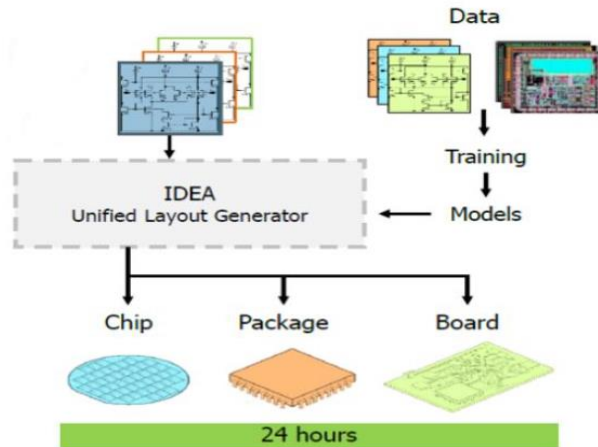 Data
Training
IDEA
Unified Layout Generator
Models
Chip
Package
Board
24 hours